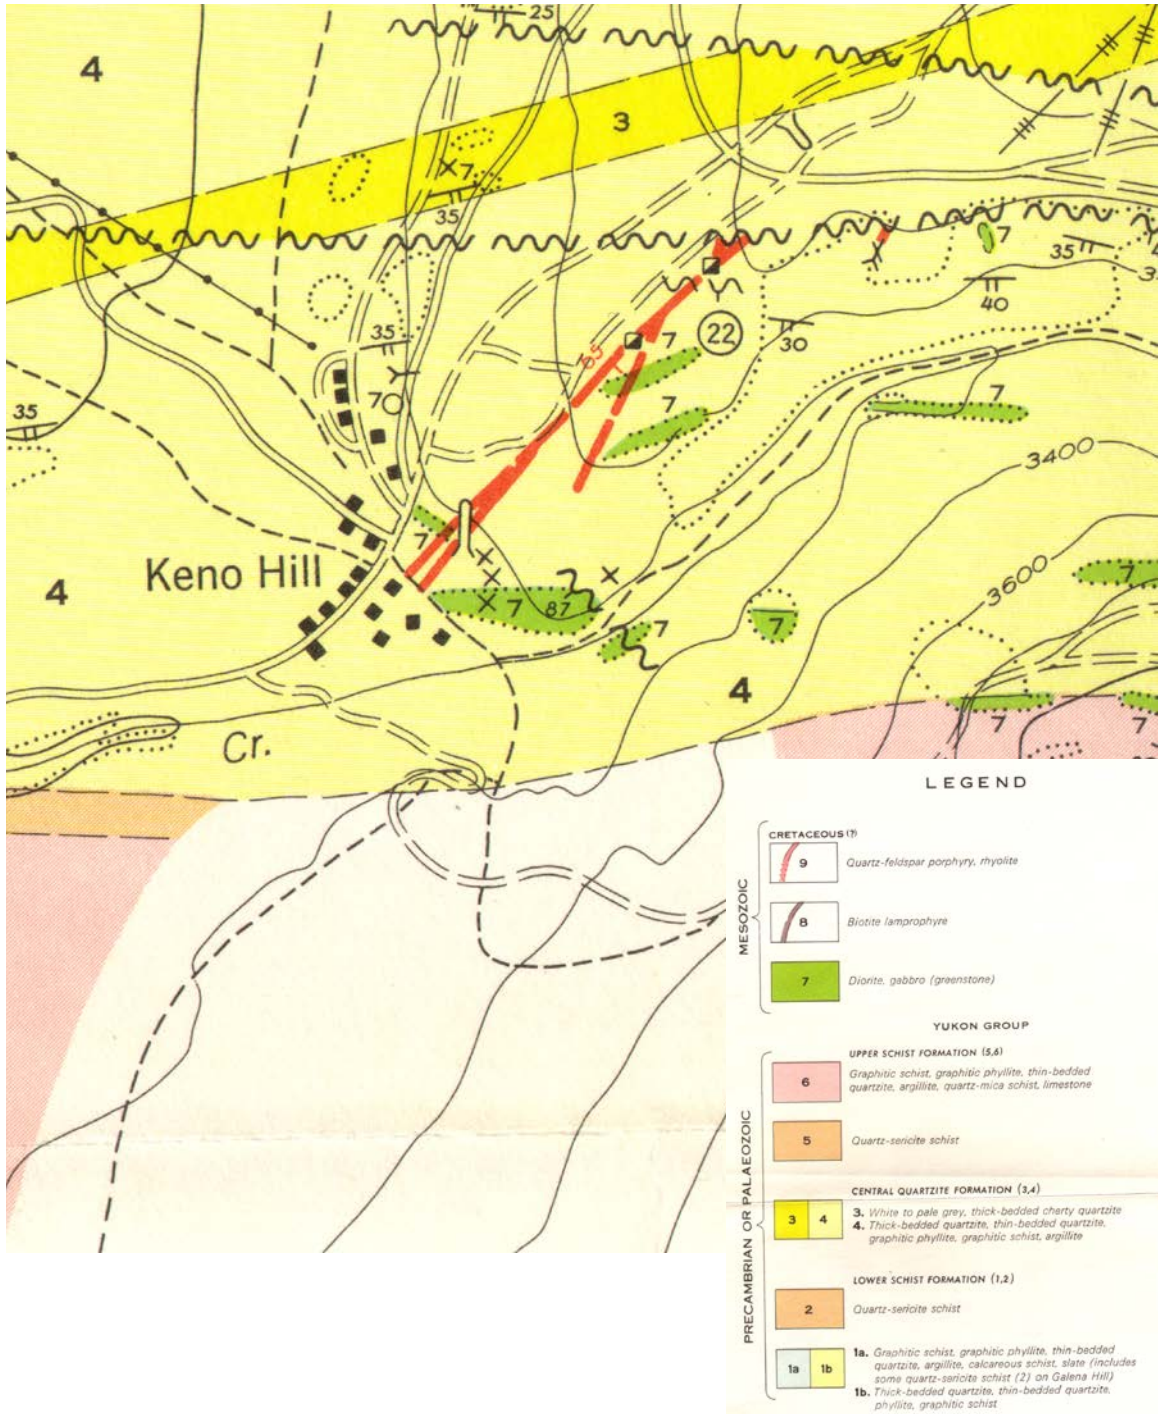 25
4
3
7
35
7
35
4
35
40
30
35
7
22
65
7
7
7
35
3400
Keno Hill
7
4
3600
7
7 87
7
7
4
7
7
Cr.
LEGEND
MESOZOIC
CRETACEOUS (?)
9 Quartz-feldspar porphyry, rhyolite
8 Biotite lamprophyre
7 Diorite, gabbro (greenstone)
YUKON GROUP
PRECAMBRIAN OR PALAEOZOIC
UPPER SCHIST FORMATION (5,6)
6 Graphitic schist, graphitic phyllite, thin-bedded
quartzite, argillite, quartz-mica schist, limestone
5 Quartz-sericite schist
CENTRAL QUARTZITE FORMATION (3,4)
3 4 3. White to pale grey, thick-bedded cherty quartzite
4. Thick-bedded quartzite, thin-bedded quartzite,
graphitic phyllite, graphitic schist, argillite
LOWER SCHIST FORMATION (1,2)
2 Quartz-sericite schist
1a 1b 1a. Graphitic schist, graphitic phyllite, thin-bedded
quartzite, argillite, calcareous schist, slate (includes
some quartz-sericite schist (2) on Galena Hill)
1b. Thick-bedded quartzite, thin-bedded quartzite,
phyllite, graphitic schist